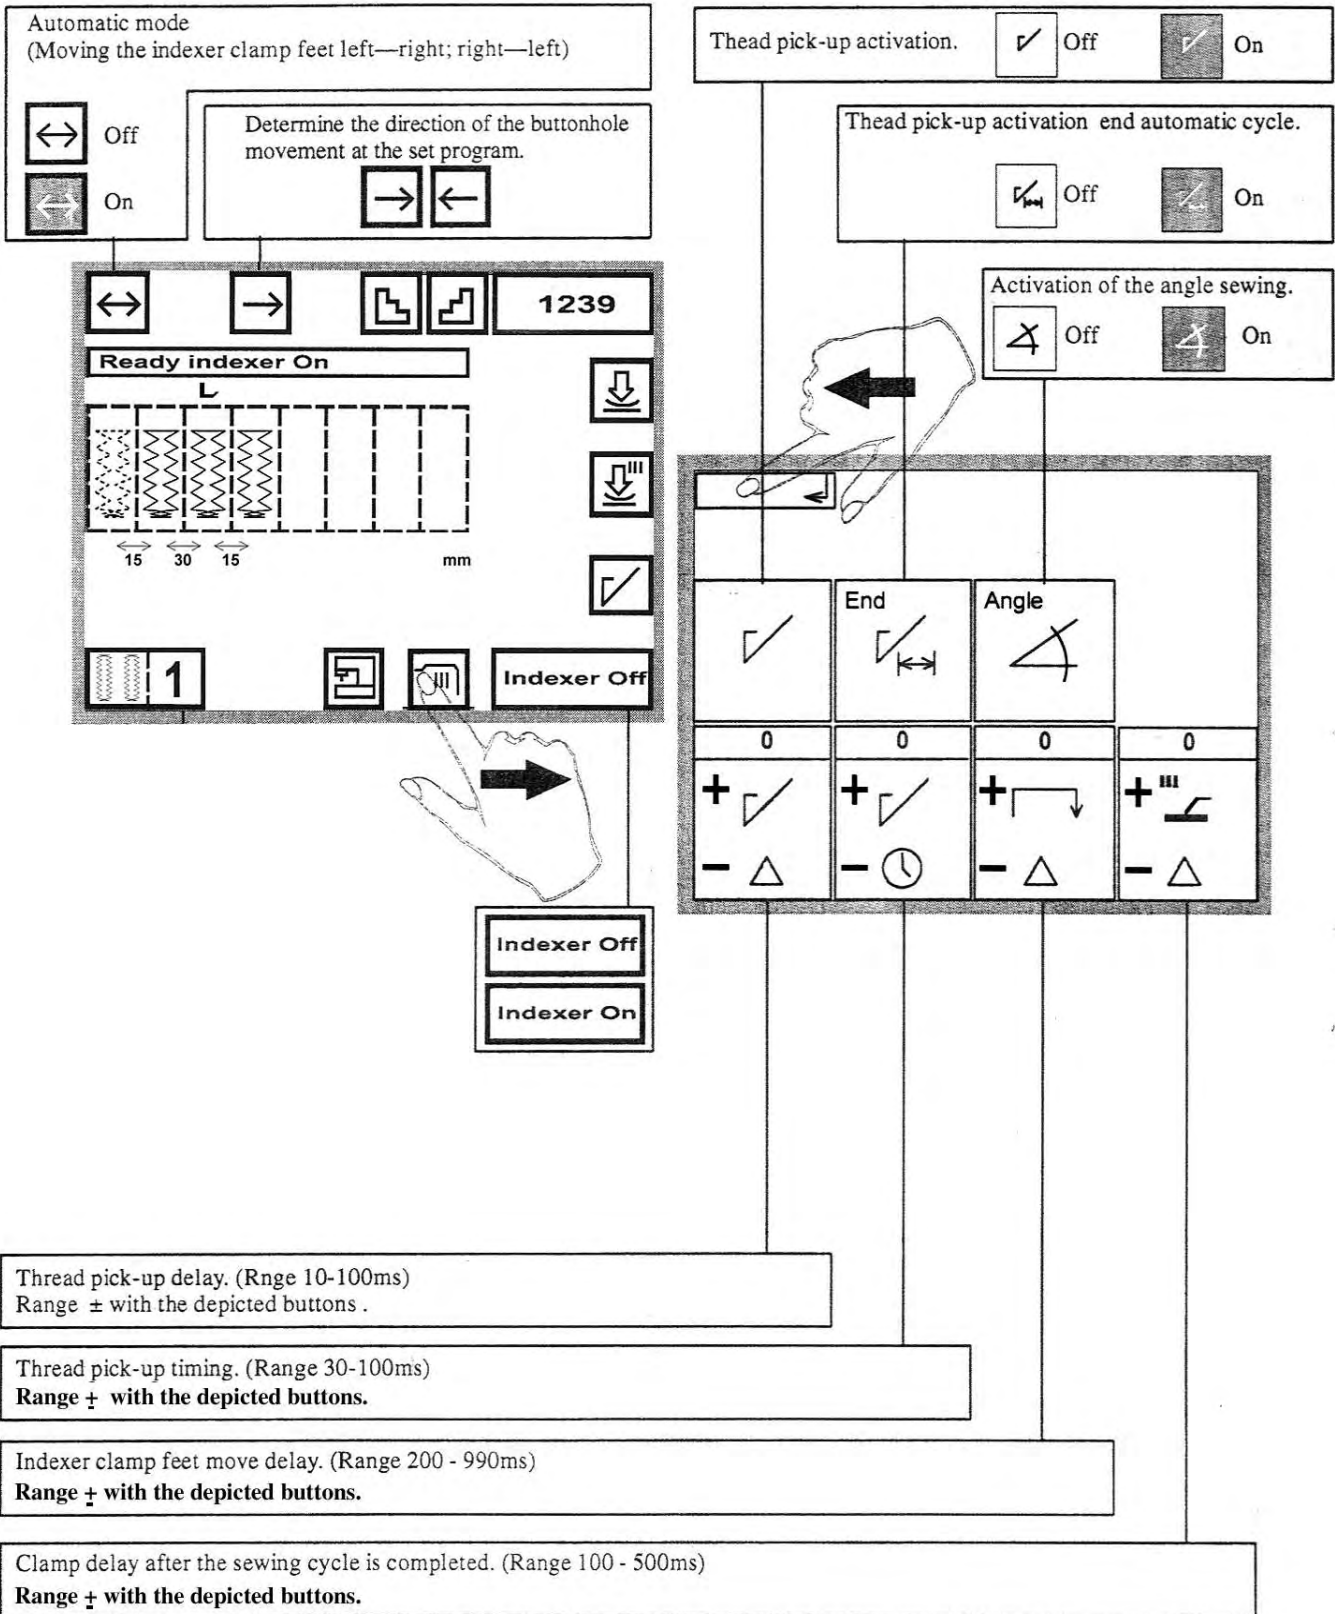 Automatic mode
(Moving the indexer clamp feet left—right; right—left)
Off
On
Determine the direction of the buttonhole
movement at the set program.
Thead pick-up activation.
Off
On
Thead pick-up activation end automatic cycle.
Off
On
Activation of the angle sewing.
Off
On
1239
Ready indexer On
15
30
15
mm
1
Indexer Off
Indexer Off
Indexer On
End
Angle
0
0
0
0
Thread pick-up delay. (Rnge 10-100ms)
Range ± with the depicted buttons .
Thread pick-up timing. (Range 30-100ms)
Range ± with the depicted buttons.
Indexer clamp feet move delay. (Range 200 - 990ms)
Range ± with the depicted buttons.
Clamp delay after the sewing cycle is completed. (Range 100 - 500ms)
Range ± with the depicted buttons.